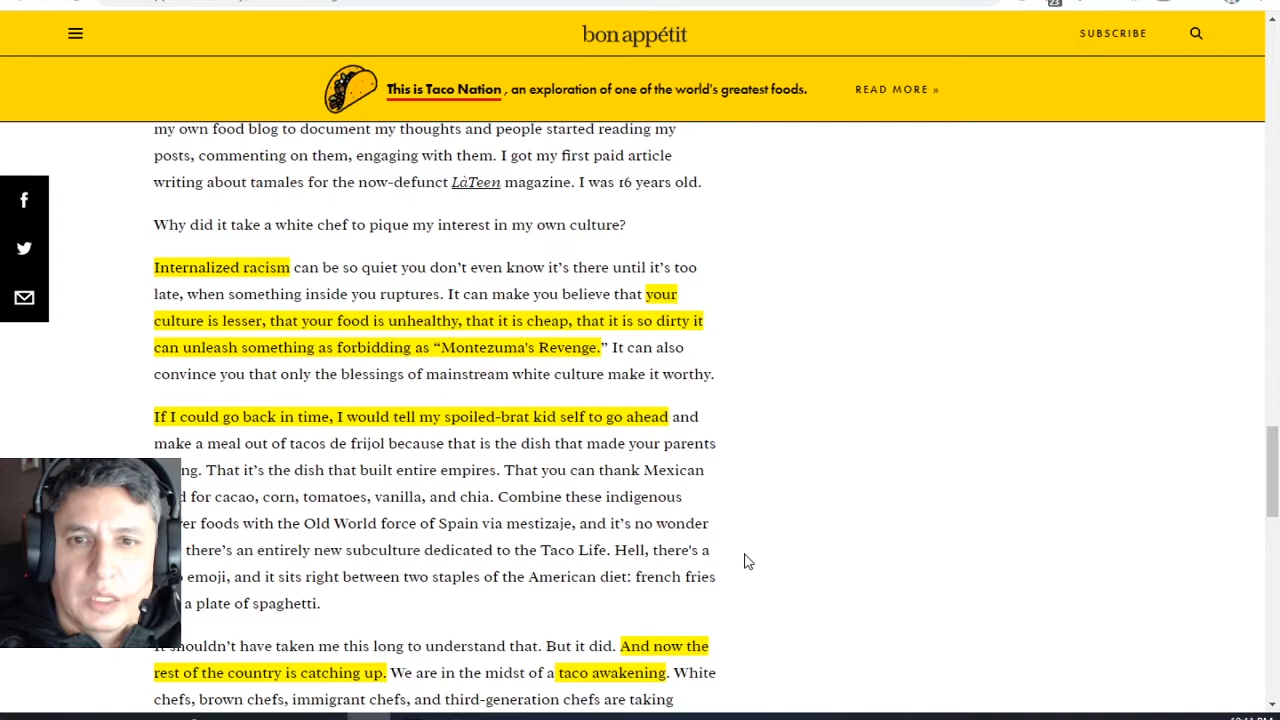 23
bon appétit
SUBSCRIBE
This is Taco Nation , an exploration of one of the world's greatest foods.
READ MORE »
my own food blog to document my thoughts and people started reading my
posts, commenting on them, engaging with them. I got my first paid article
writing about tamales for the now-defunct LàTeen magazine. I was 16 years old.
Why did it take a white chef to pique my interest in my own culture?
Internalized racism can be so quiet you don't even know it's there until it's too
late, when something inside you ruptures. It can make you believe that your
culture is lesser, that your food is unhealthy, that it is cheap, that it is so dirty it
can unleash something as forbidding as “Montezuma's Revenge.” It can also
convince you that only the blessings of mainstream white culture make it worthy.
If I could go back in time, I would tell my spoiled-brat kid self to go ahead and
make a meal out of tacos de frijol because that is the dish that made your parents
ng. That it's the dish that built entire empires. That you can thank Mexican
d for cacao, corn, tomatoes, vanilla, and chia. Combine these indigenous
er foods with the Old World force of Spain via mestizaje, and it's no wonder
there's an entirely new subculture dedicated to the Taco Life. Hell, there's a
emoji, and it sits right between two staples of the American diet: french fries
a plate of spaghetti.
It shouldn't have taken me this long to understand that. But it did. And now the
rest of the country is catching up. We are in the midst of a taco awakening. White
chefs, brown chefs, immigrant chefs, and third-generation chefs are taking